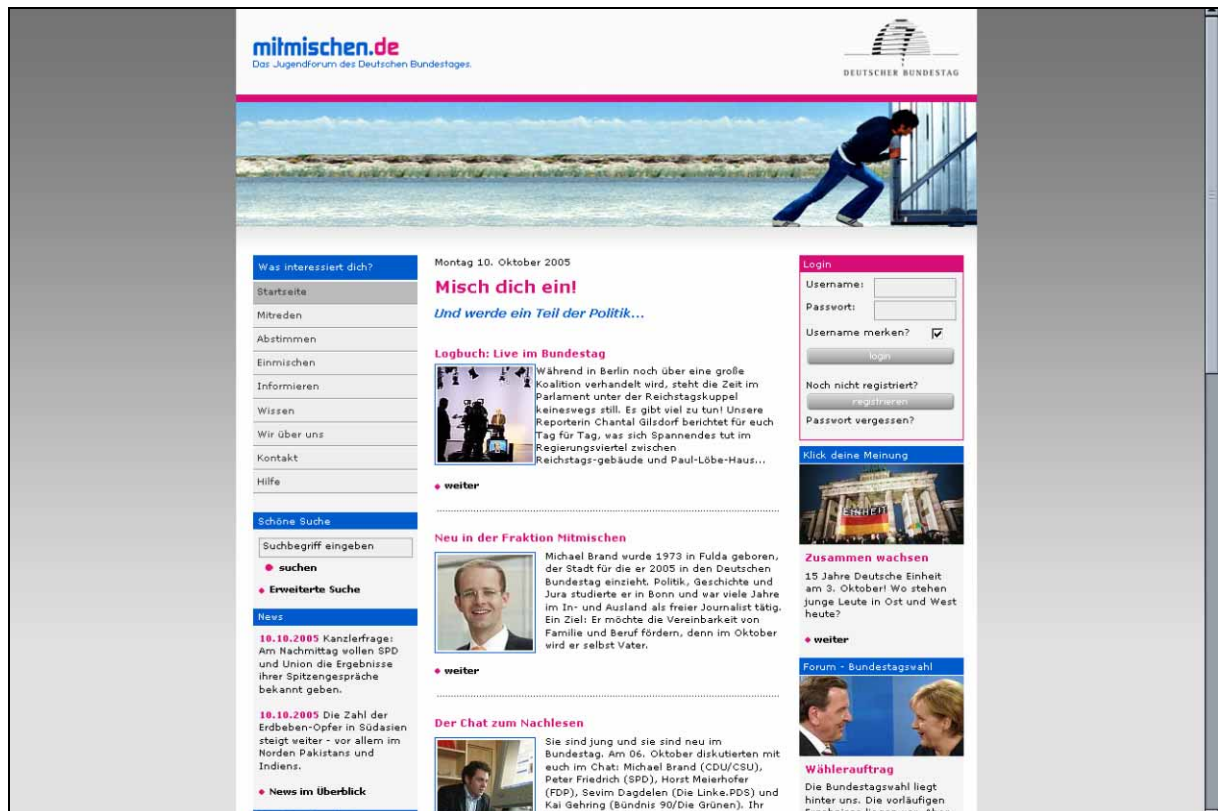 mitmischen.de
Das Jugendforum des Deutschen Bundestages.
DEUTSCHER BUNDESTAG
Was interessiert dich?
Startseite
Mitreden
Abstimmen
Einmischen
Informieren
Wissen
Wir über uns
Kontakt
Hilfe
Schöne Suche
Suchbegriff eingeben
suchen
Erweiterte Suche
News
10.10.2005 Kanzlerfrage:
Am Nachmittag wollen SPD
und Union die Ergebnisse
ihrer Spitzengespräche
bekannt geben.
10.10.2005 Die Zahl der
Erdbeben-Opfer in Südasien
steigt weiter - vor allem im
Norden Pakistans und
Indiens.
News im Überblick
Montag 10. Oktober 2005
Misch dich ein!
Und werde ein Teil der Politik...
Logbuch: Live im Bundestag
Während in Berlin noch über eine große
Koalition verhandelt wird, steht die Zeit im
Parlament unter der Reichstagskuppel
keineswegs still. Es gibt viel zu tun! Unsere
Reporterin Chantal Gilsdorf berichtet für euch
Tag für Tag, was sich Spannendes tut im
Regierungsviertel zwischen
Reichstags-gebäude und Paul-Löbe-Haus...
weiter
Neu in der Fraktion Mitmischen
Michael Brand wurde 1973 in Fulda geboren,
der Stadt für die er 2005 in den Deutschen
Bundestag einzieht. Politik, Geschichte und
Jura studierte er in Bonn und war viele Jahre
im In- und Ausland als freier Journalist tätig.
Ein Ziel: Er möchte die Vereinbarkeit von
Familie und Beruf fördern, denn im Oktober
wird er selbst Vater.
weiter
Der Chat zum Nachlesen
Sie sind jung und sie sind neu im
Bundestag. Am 06. Oktober diskutierten mit
euch im Chat: Michael Brand (CDU/CSU),
Peter Friedrich (SPD), Horst Meierhofer
(FDP), Sevim Dagdelen (Die Linke.PDS) und
Kai Gehring (Bündnis 90/Die Grünen). Ihr
Login
Username:
Passwort:
Username merken?
login
Noch nicht registriert?
registrieren
Passwort vergessen?
Klick deine Meinung
EINHEIT
Zusammen wachsen
15 Jahre Deutsche Einheit
am 3. Oktober! Wo stehen
junge Leute in Ost und West
heute?
weiter
Forum - Bundestagswahl
Wählerauftrag
Die Bundestagswahl liegt
hinter uns. Die vorläufigen